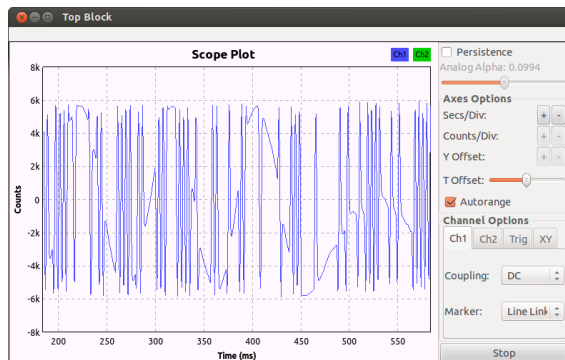 Top Block
Scope Plot
Ch1 Ch2
8k
6k
4k
2k
0
-2k
-4k
-6k
-8k
Counts
200 250 300 350 400 450 500 550
Time (ms)
Persistence
Analog Alpha: 0.0994
Axes Options
Secs/Div: + -
Counts/Div: + -
Y Offset: + -
T Offset:
Autorange
Channel Options
Ch1 Ch2 Trig XY
Coupling: DC
Marker: Line Link
Stop